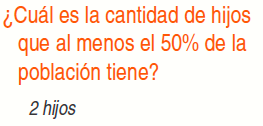 ¿Cuál es la cantidad de hijos
que al menos el 50% de la
población tiene?
2 hijos